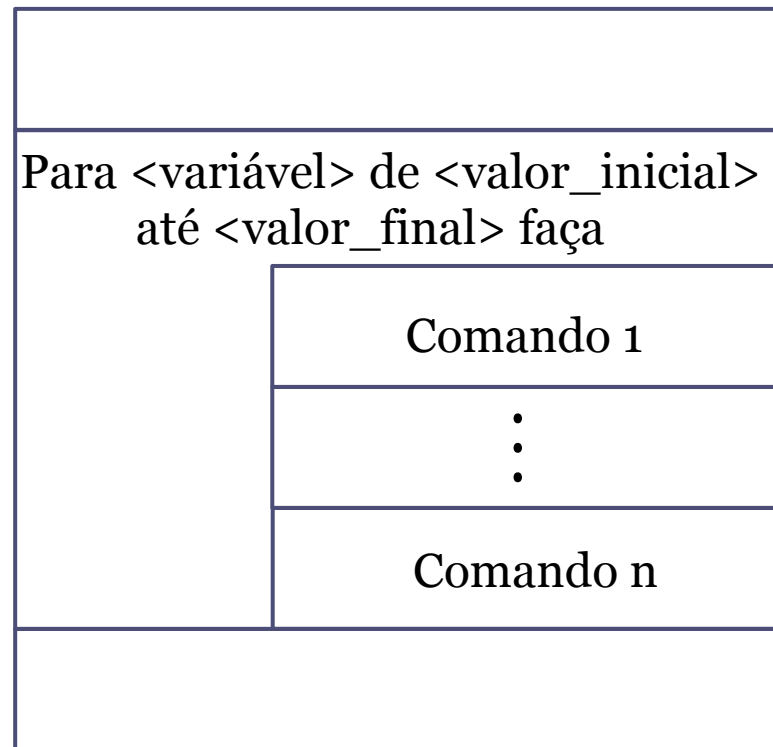 Para <variável> de <valor_inicial>
até <valor_final> faça
Comando 1
⋮
Comando n